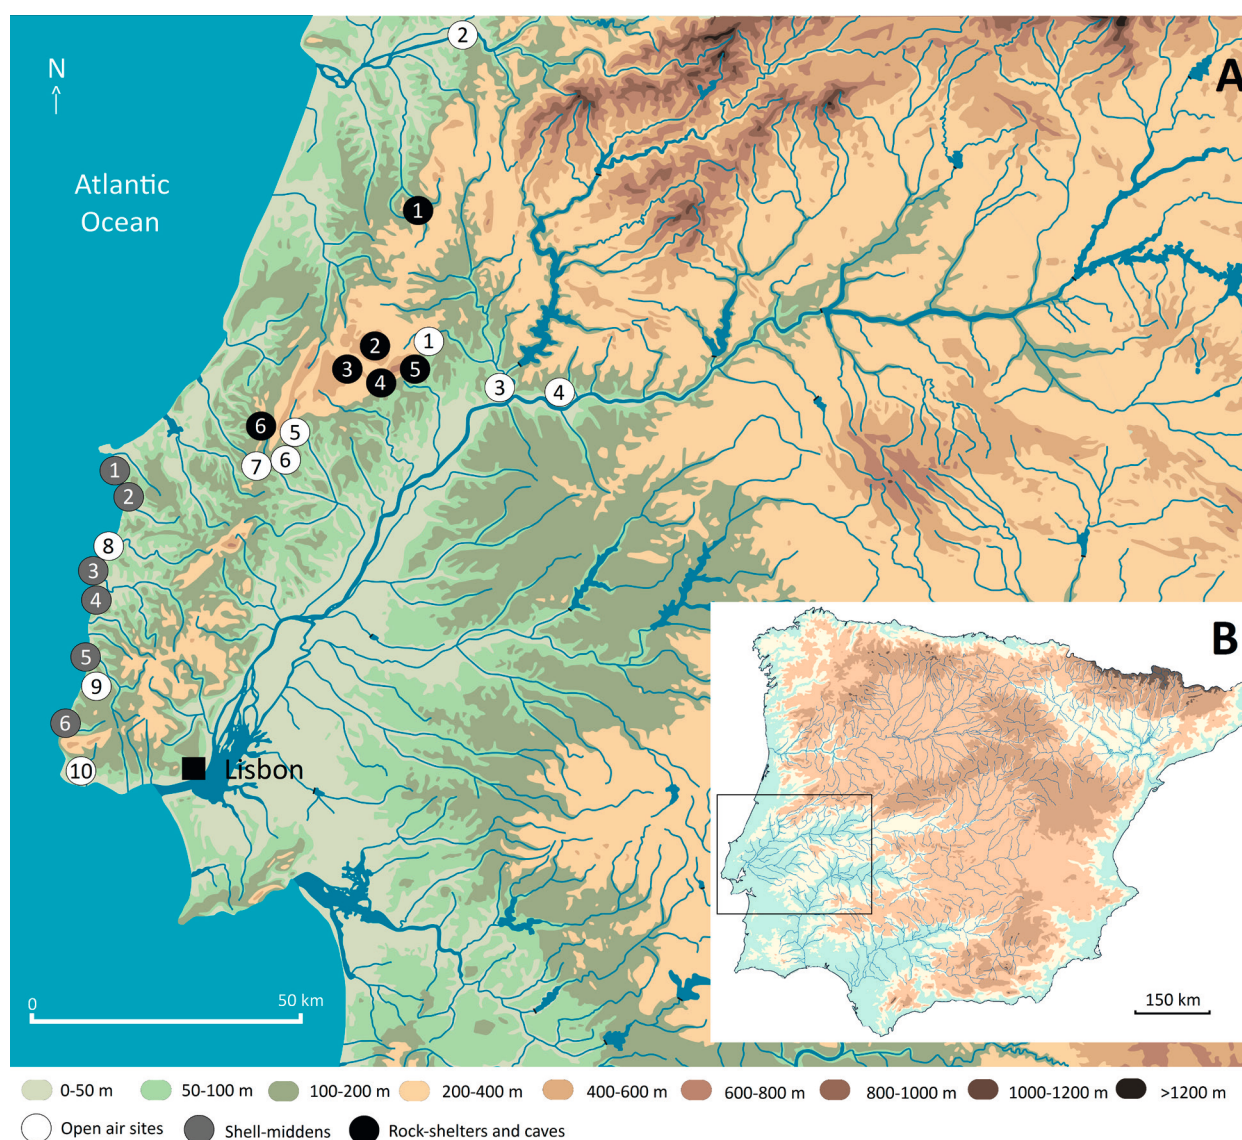 2
A
N
Atlantic
Ocean
1
1
2
3
5
4
3
4
6
5
7
6
1
2
8
3
4
5
9
6
10
Lisbon
0
50 km
B
150 km
0-50 m
50-100 m
100-200 m
200-400 m
400-600 m
600-800 m
800-1000 m
1000-1200 m
>1200 m
Open air sites
Shell-middens
Rock-shelters and caves